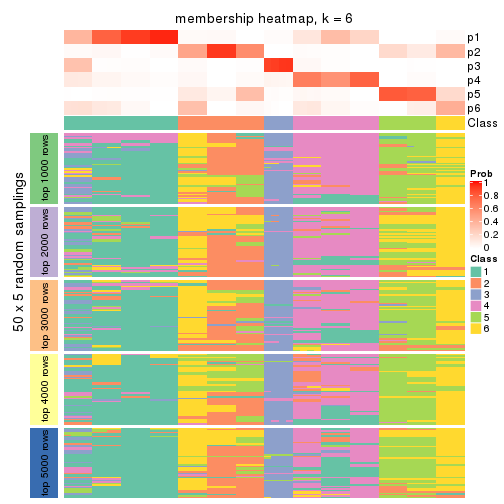 membership heatmap, k = 6
p1
p2
p3
p4
p5
p6
Class
50 x 5 random samplings
top 1000 rows
top 2000 rows
top 3000 rows
top 4000 rows
top 5000 rows
Prob
1
0.8
0.6
0.4
0.2
0
Class
1
2
3
4
5
6